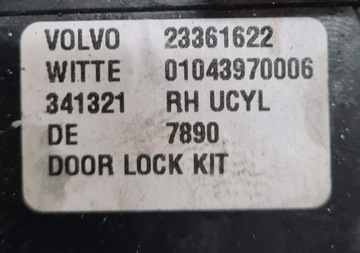 VOLVO 23361622
WITTE 01043970006
341321 RH UCYL
DE 7890
DOOR LOCK KIT